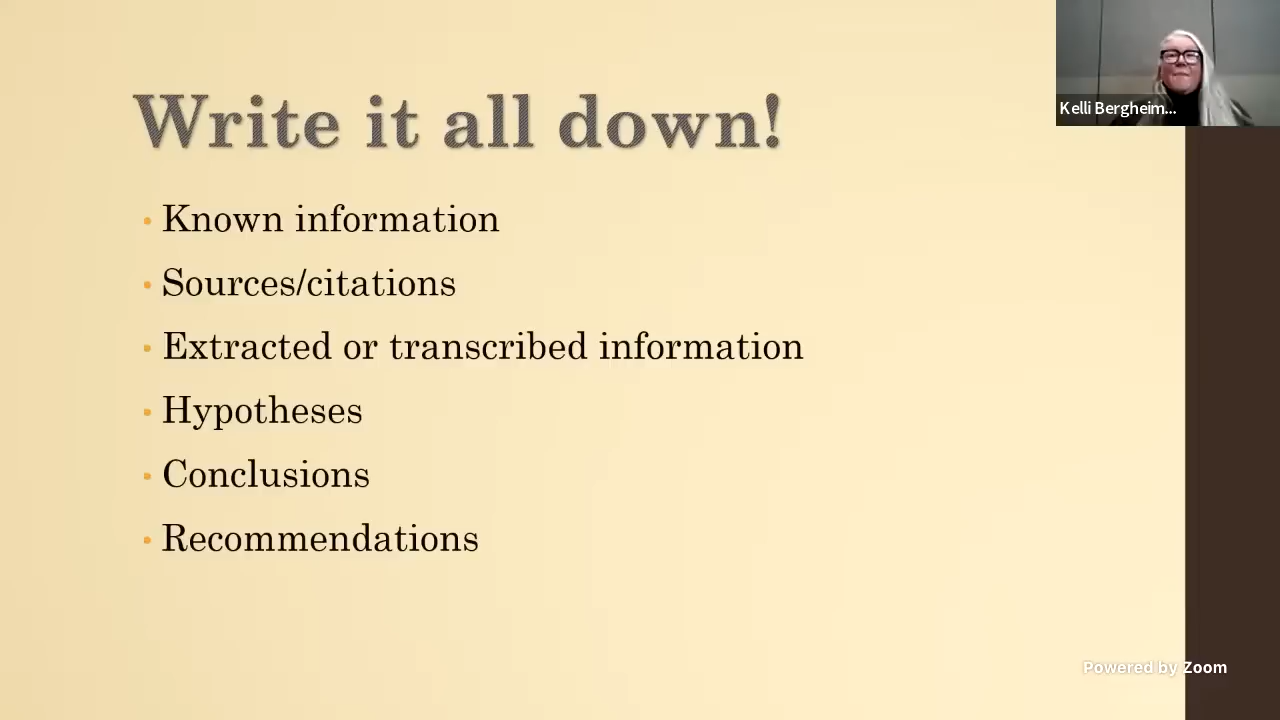 Write it all down!
• Known information
• Sources/citations
• Extracted or transcribed information
• Hypotheses
• Conclusions
• Recommendations
Kelli Bergheim...
Powered by Zoom